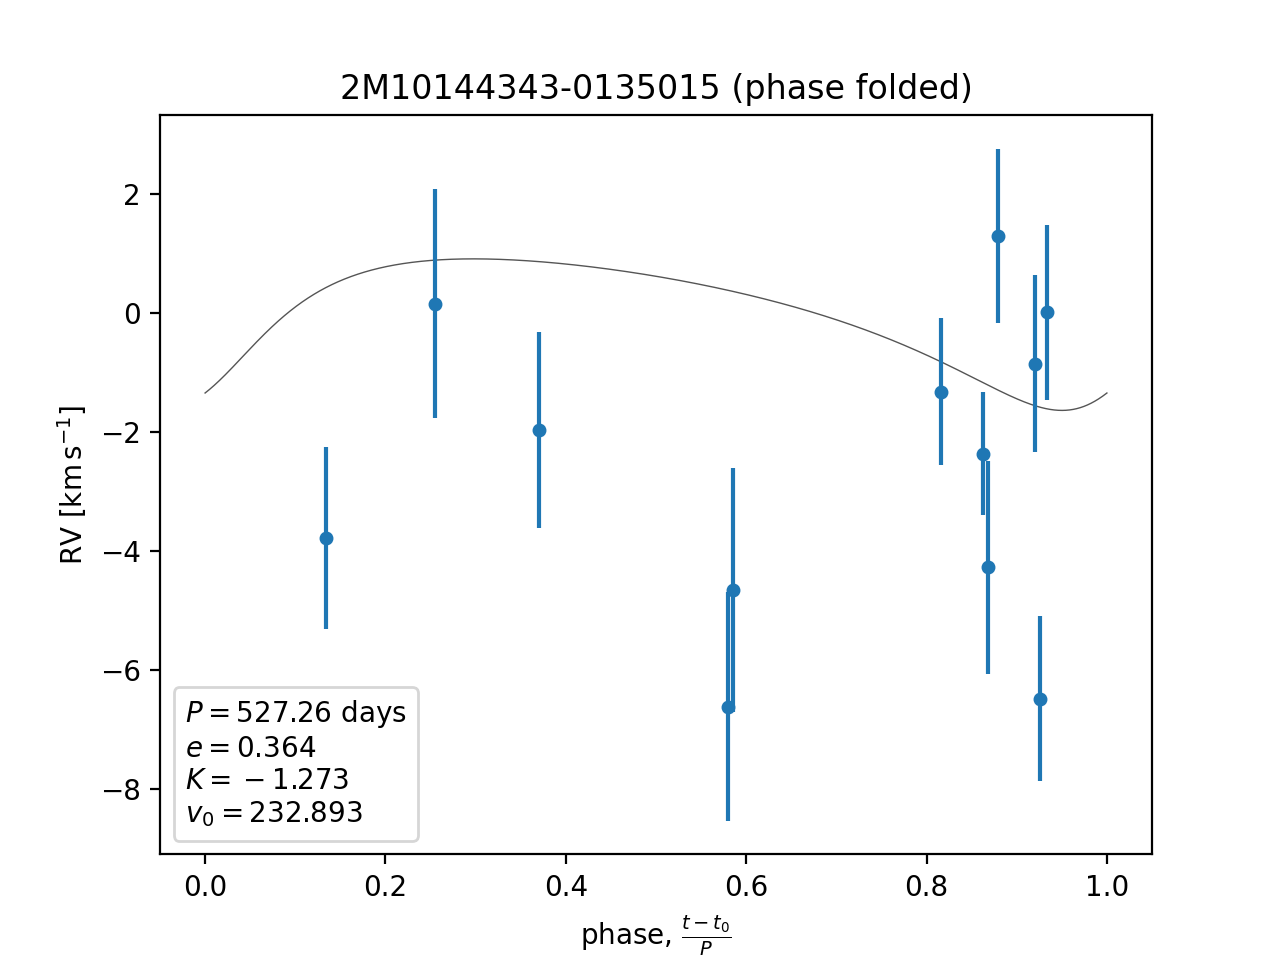 2M10144343-0135015 (phase folded)
2
0
−2
−4
−6
−8
RV [km s⁻¹]
P = 527.26 days
e = 0.364
K = −1.273
v₀ = 232.893
0.0 0.2 0.4 0.6 0.8 1.0
phase, (t − t₀)/P